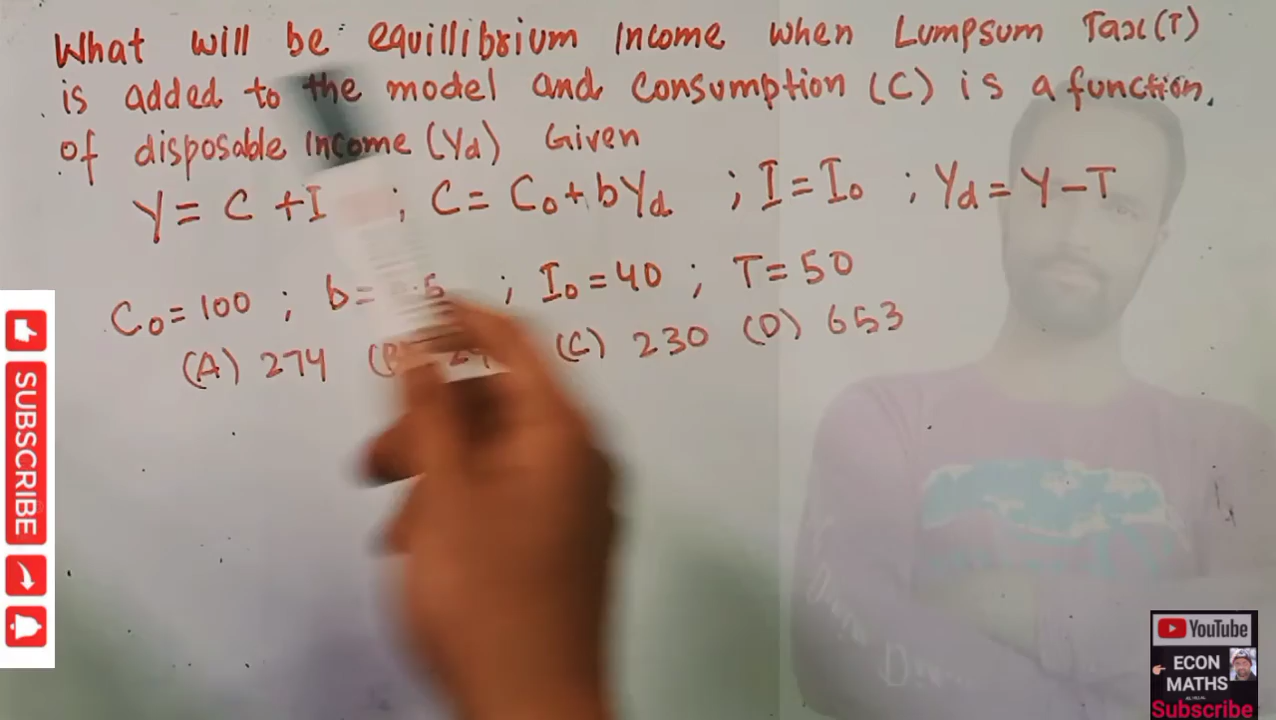 What will be equillibrium Income when Lumpsum Tax(T)
is added to the model and Consumption (C) is a function
of disposable Income (Yd) Given
Y = C + I ; C = C₀ + bYd ; I = I₀ ; Yd = Y - T
C₀ = 100 ; b = ; I₀ = 40 ; T = 50
(A) 274 (C) 230 (D) 653
SUBSCRIBE
YouTube
ECON
MATHS
Subscribe